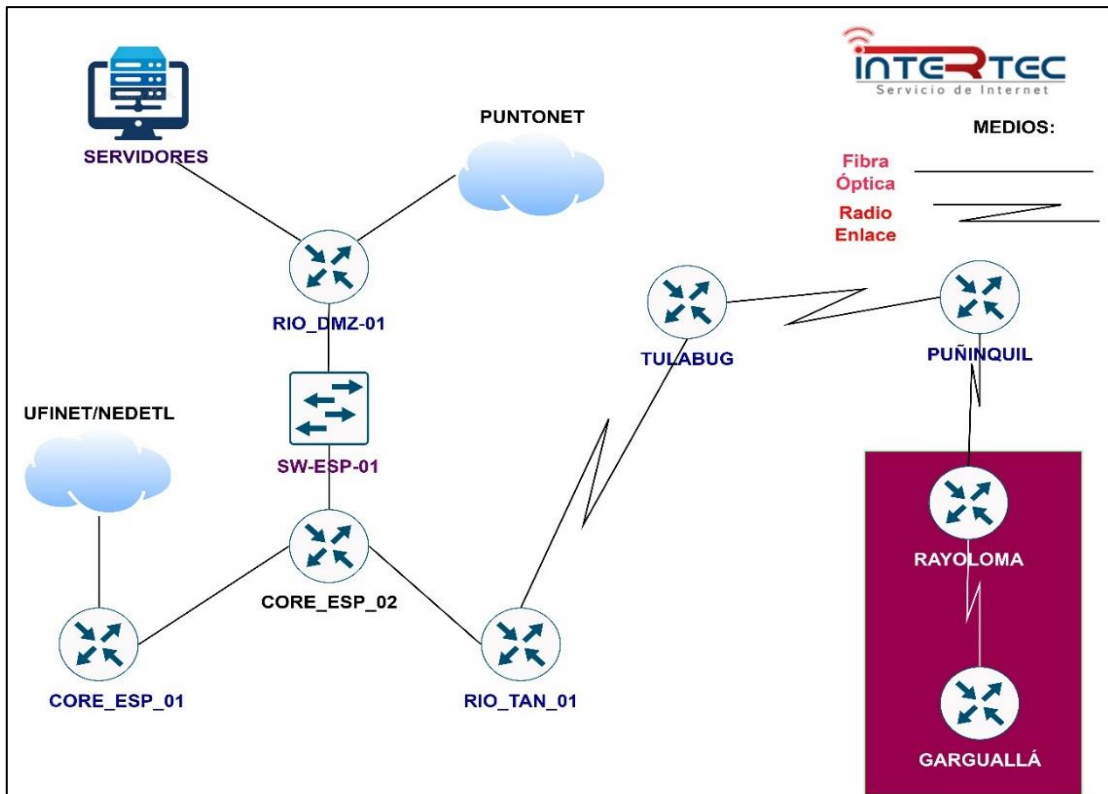 INTERTEC
Servicio de Internet
MEDIOS:
Fibra
Óptica
Radio
Enlace
SERVIDORES
PUNTONET
RIO_DMZ-01
TULABUG
PUÑINQUIL
UFINET/NEDETL
SW-ESP-01
RAYOLOMA
CORE_ESP_02
CORE_ESP_01
RIO_TAN_01
GARGUALLÁ